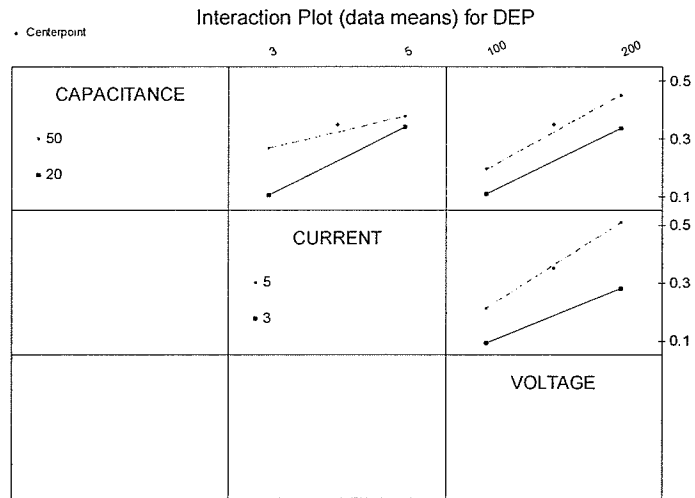 Interaction Plot (data means) for DEP
Centerpoint
3 5 100 200
CAPACITANCE
50
20
0.5
0.3
0.1
CURRENT
5
3
0.5
0.3
0.1
VOLTAGE